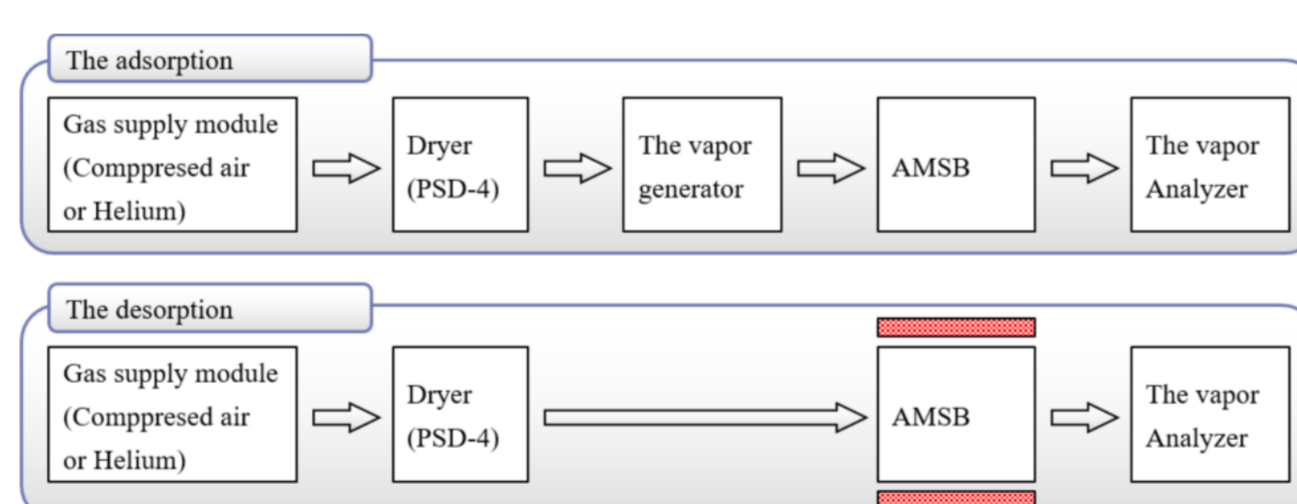 The adsorption
Gas supply module
(Comppresed air
or Helium)
Dryer
(PSD-4)
The vapor
generator
AMSB
The vapor
Analyzer
The desorption
Gas supply module
(Comppresed air
or Helium)
Dryer
(PSD-4)
AMSB
The vapor
Analyzer